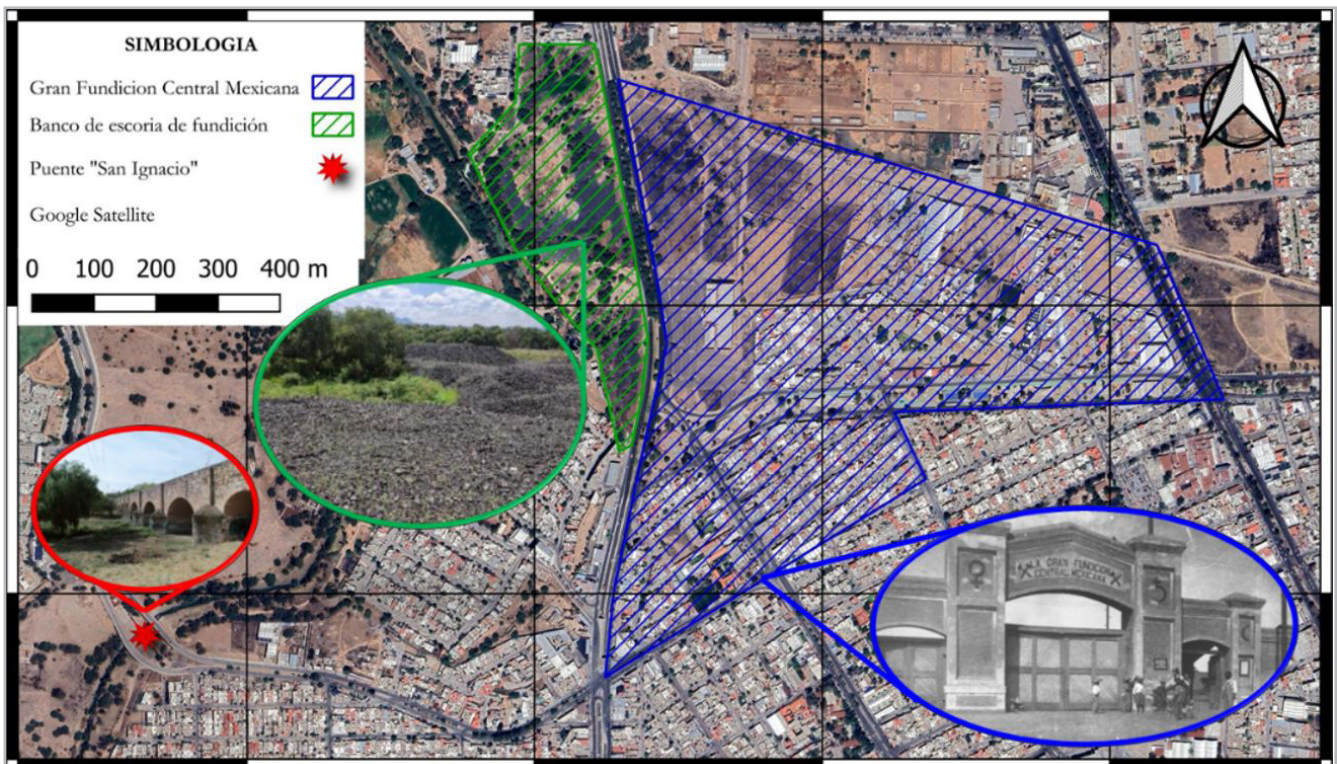 SIMBOLOGIA
Gran Fundicion Central Mexicana
Banco de escoria de fundición
Puente "San Ignacio"
Google Satellite
0 100 200 300 400 m
LA GRAN FUNDICION
CENTRAL MEXICANA